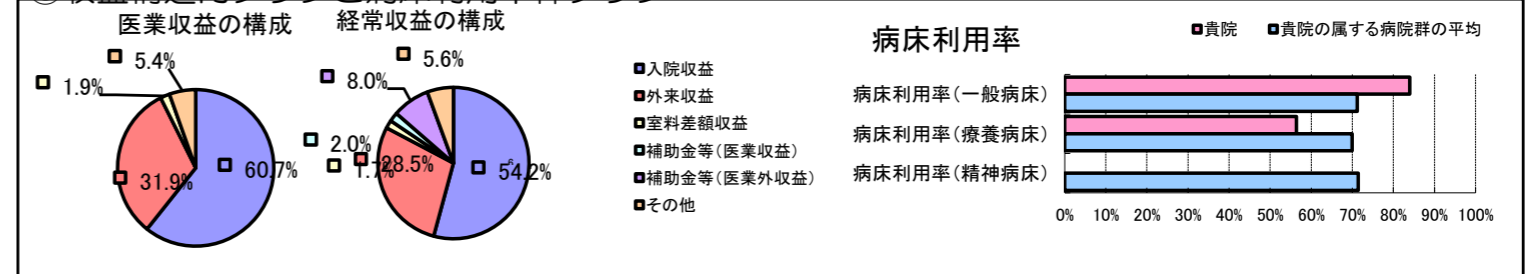 医業収益の構成
5.4%
1.9%
31.9%
60.7%
経常収益の構成
5.6%
8.0%
2.0%
1.7%
28.5%
54.2%
入院収益
外来収益
室料差額収益
補助金等(医業収益)
補助金等(医業外収益)
その他
病床利用率
貴院
貴院の属する病院群の平均
病床利用率(一般病床)
病床利用率(療養病床)
病床利用率(精神病床)
0% 10% 20% 30% 40% 50% 60% 70% 80% 90% 100%